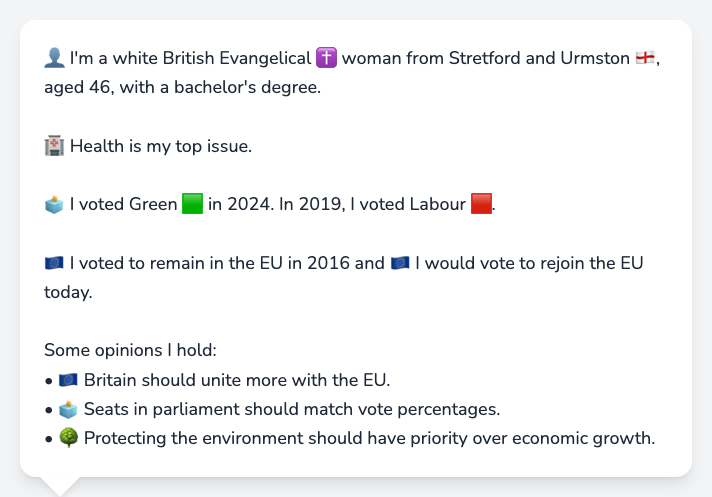 👤 I'm a white British Evangelical ✝️ woman from Stretford and Urmston 🏴󠁧󠁢󠁥󠁮󠁧󠁿,
aged 46, with a bachelor's degree.
🏥 Health is my top issue.
🗳️ I voted Green 🟩 in 2024. In 2019, I voted Labour 🟥.
🇪🇺 I voted to remain in the EU in 2016 and 🇪🇺 I would vote to rejoin the EU
today.
Some opinions I hold:
• 🇪🇺 Britain should unite more with the EU.
• 🗳️ Seats in parliament should match vote percentages.
• 🌳 Protecting the environment should have priority over economic growth.